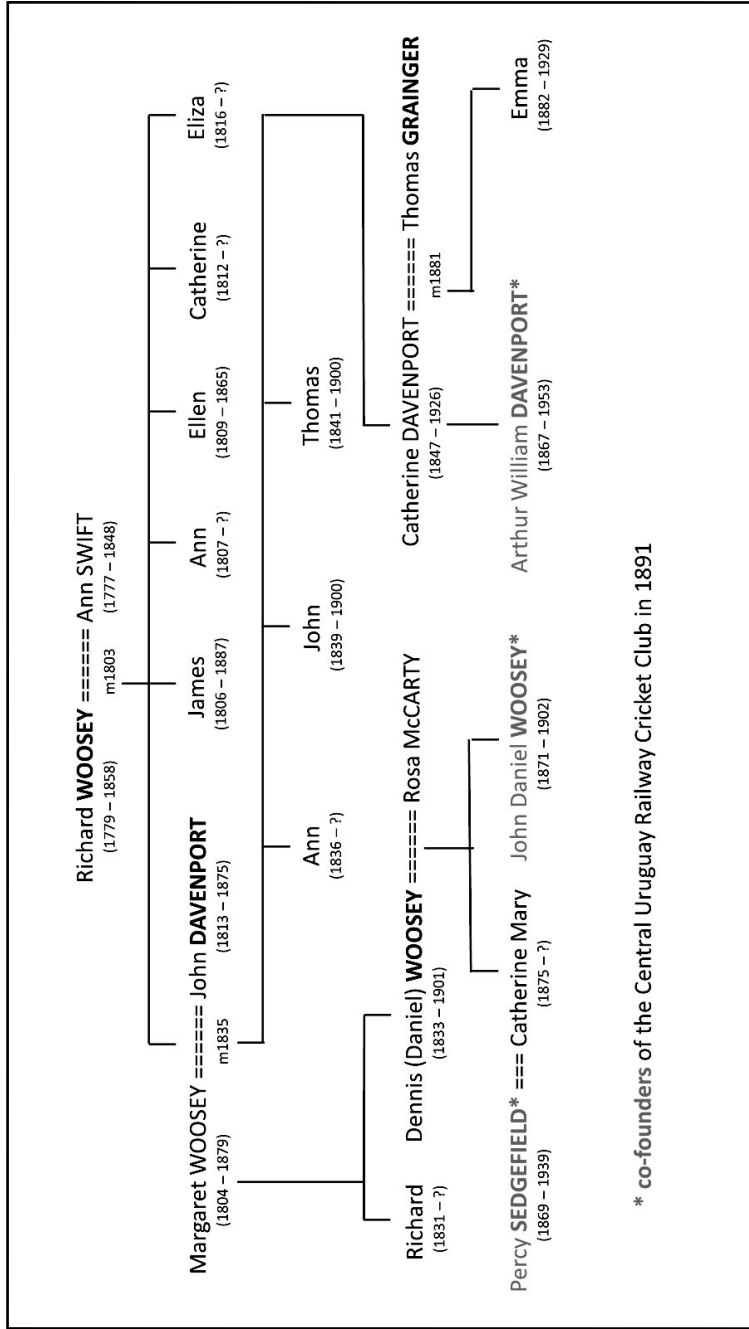 Richard WOOSEY ====== Ann SWIFT
(1779 – 1858) m1803 (1777 – 1848)
Margaret WOOSEY ====== John DAVENPORT James Ann Ellen Catherine Eliza
(1804 – 1879) m1835 (1813 – 1875) (1806 – 1887) (1807 – ?) (1809 – 1865) (1812 – ?) (1816 – ?)
Ann John Thomas
(1836 – ?) (1839 – 1900) (1841 – 1900)
Richard Dennis (Daniel) WOOSEY ====== Rosa McCARTY Catherine DAVENPORT ====== Thomas GRAINGER
(1831 – ?) (1833 – 1901) (1847 – 1926) m1881
Percy SEDGEFIELD* === Catherine Mary John Daniel WOOSEY* Arthur William DAVENPORT* Emma
(1869 – 1939) (1875 – ?) (1871 – 1902) (1867 – 1953) (1882 – 1929)
* co-founders of the Central Uruguay Railway Cricket Club in 1891